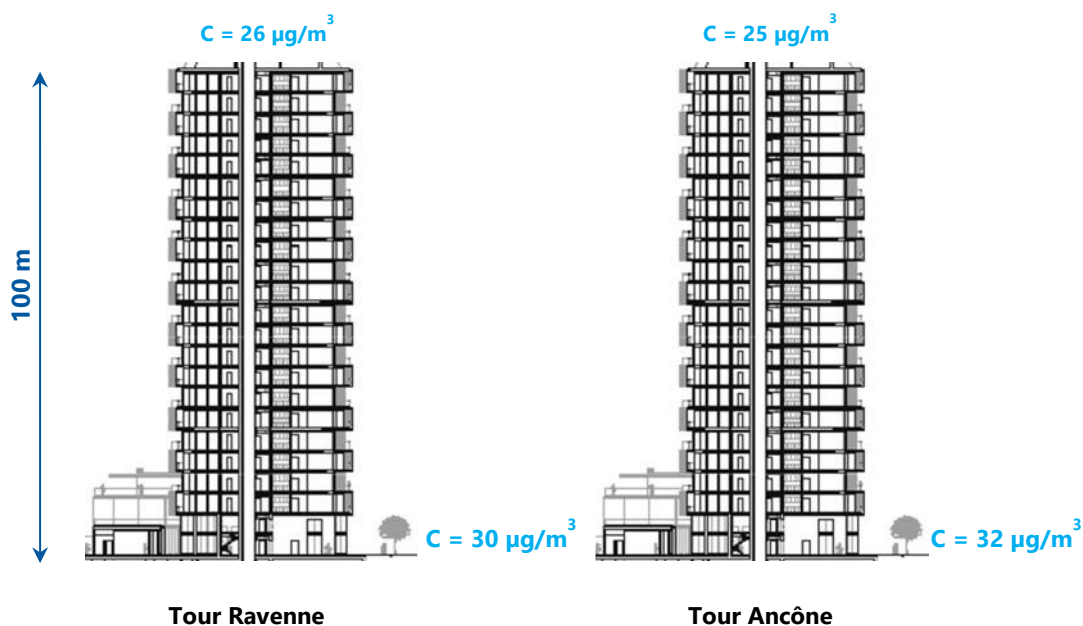 C = 26 µg/m³
C = 25 µg/m³
100 m
C = 30 µg/m³
C = 32 µg/m³
Tour Ravenne
Tour Ancône